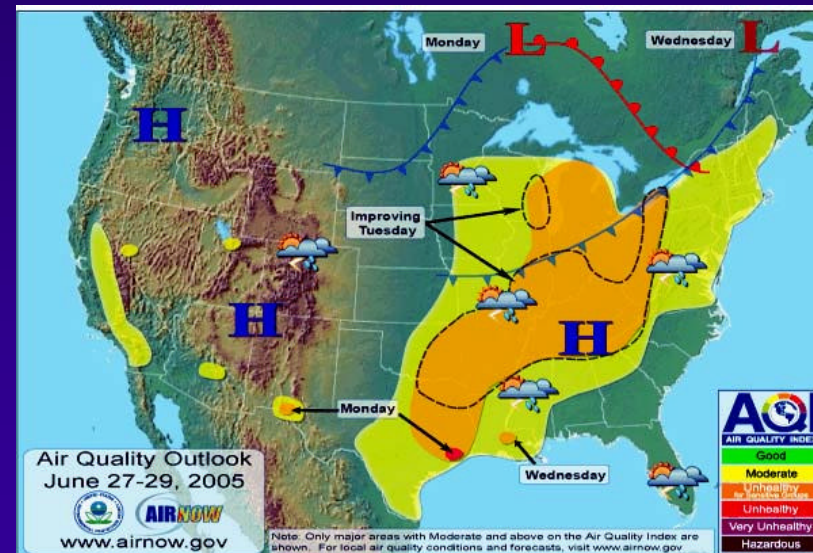 Monday L Wednesday L
H
Improving
Tuesday
H
H
Monday
Wednesday
Air Quality Outlook
June 27-29, 2005
AIRNOW
www.airnow.gov
Note: Only major areas with Moderate and above on the Air Quality Index are
shown. For local air quality conditions and forecasts, visit www.airnow.gov
AQI
AIR QUALITY INDEX
Good
Moderate
Unhealthy
for Sensitive Groups
Unhealthy
Very Unhealthy
Hazardous